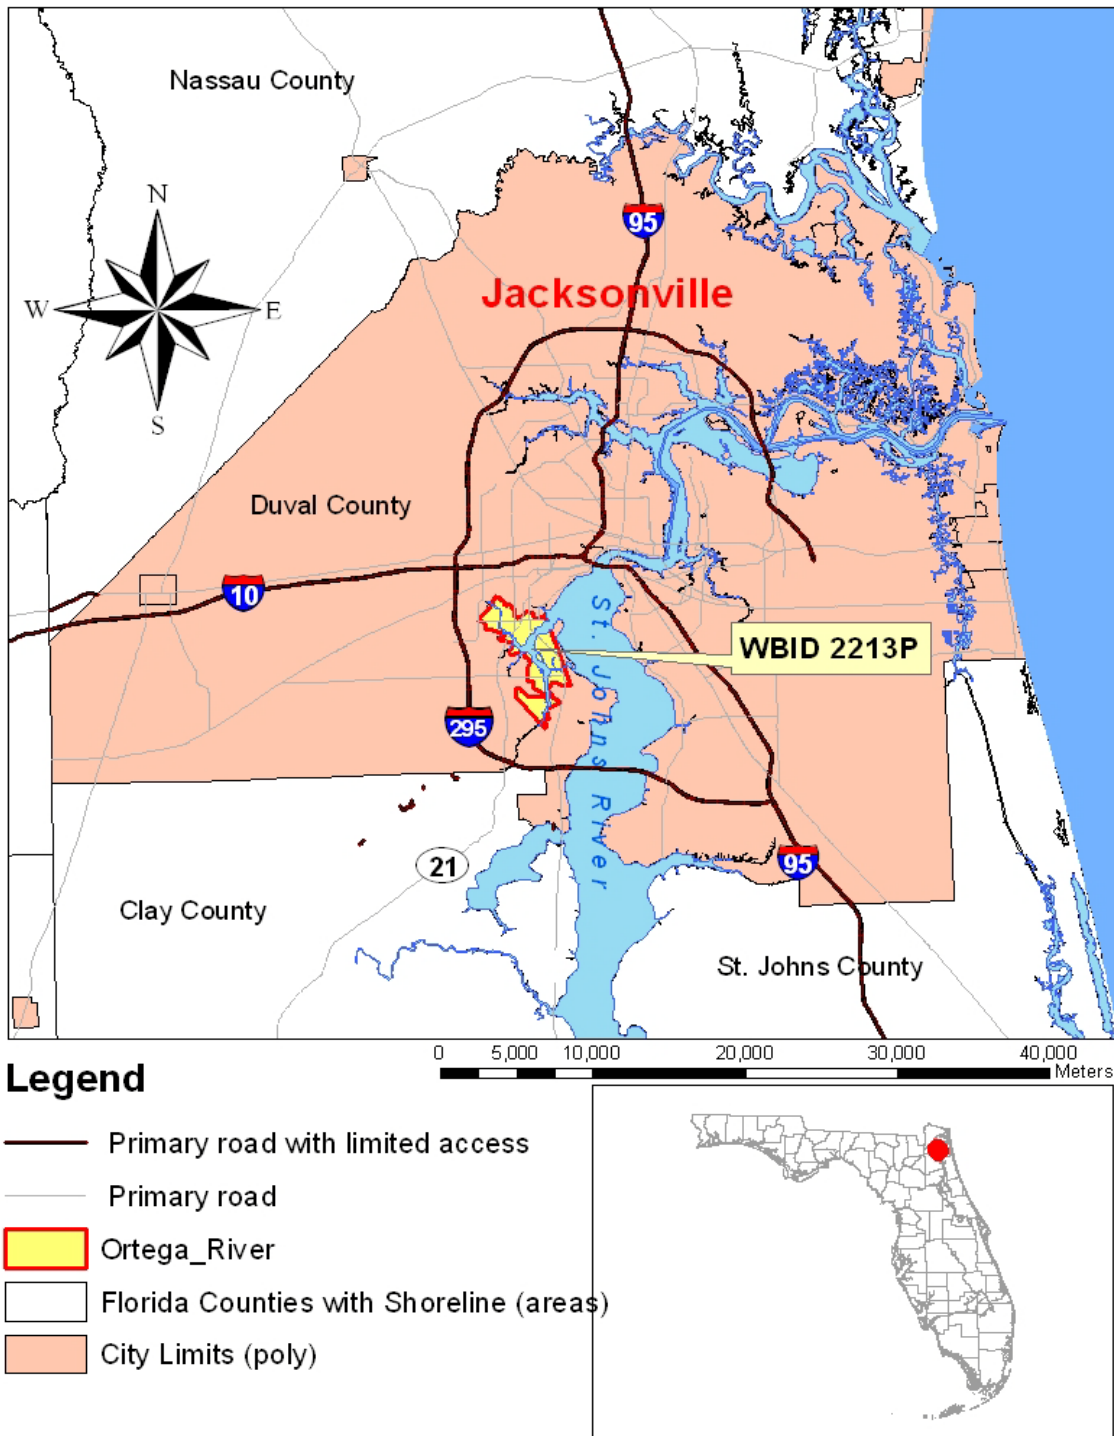 Nassau County
N
W
E
S
95
Jacksonville
Duval County
10
WBID 2213P
St. Johns River
295
21
95
Clay County
St. Johns County
0 5,000 10,000 20,000 30,000 40,000
Meters
Legend
Primary road with limited access
Primary road
Ortega_River
Florida Counties with Shoreline (areas)
City Limits (poly)